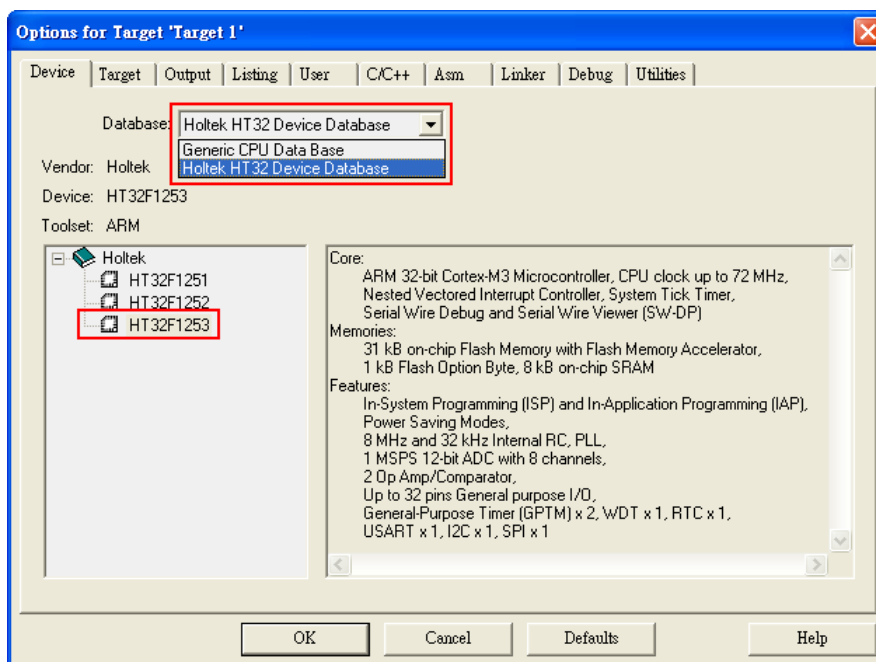 Options for Target 'Target 1'
Device Target Output Listing User C/C++ Asm Linker Debug Utilities
Database: Holtek HT32 Device Database
Generic CPU Data Base
Holtek HT32 Device Database
Vendor: Holtek
Device: HT32F1253
Toolset: ARM
Holtek
HT32F1251
HT32F1252
HT32F1253
Core:
ARM 32-bit Cortex-M3 Microcontroller, CPU clock up to 72 MHz,
Nested Vectored Interrupt Controller, System Tick Timer,
Serial Wire Debug and Serial Wire Viewer (SW-DP)
Memories:
31 kB on-chip Flash Memory with Flash Memory Accelerator,
1 kB Flash Option Byte, 8 kB on-chip SRAM
Features:
In-System Programming (ISP) and In-Application Programming (IAP),
Power Saving Modes,
8 MHz and 32 kHz Internal RC, PLL,
1 MSPS 12-bit ADC with 8 channels,
2 Op Amp/Comparator,
Up to 32 pins General purpose I/O,
General-Purpose Timer (GPTM) x 2, WDT x 1, RTC x 1,
USART x 1, I2C x 1, SPI x 1
OK Cancel Defaults Help